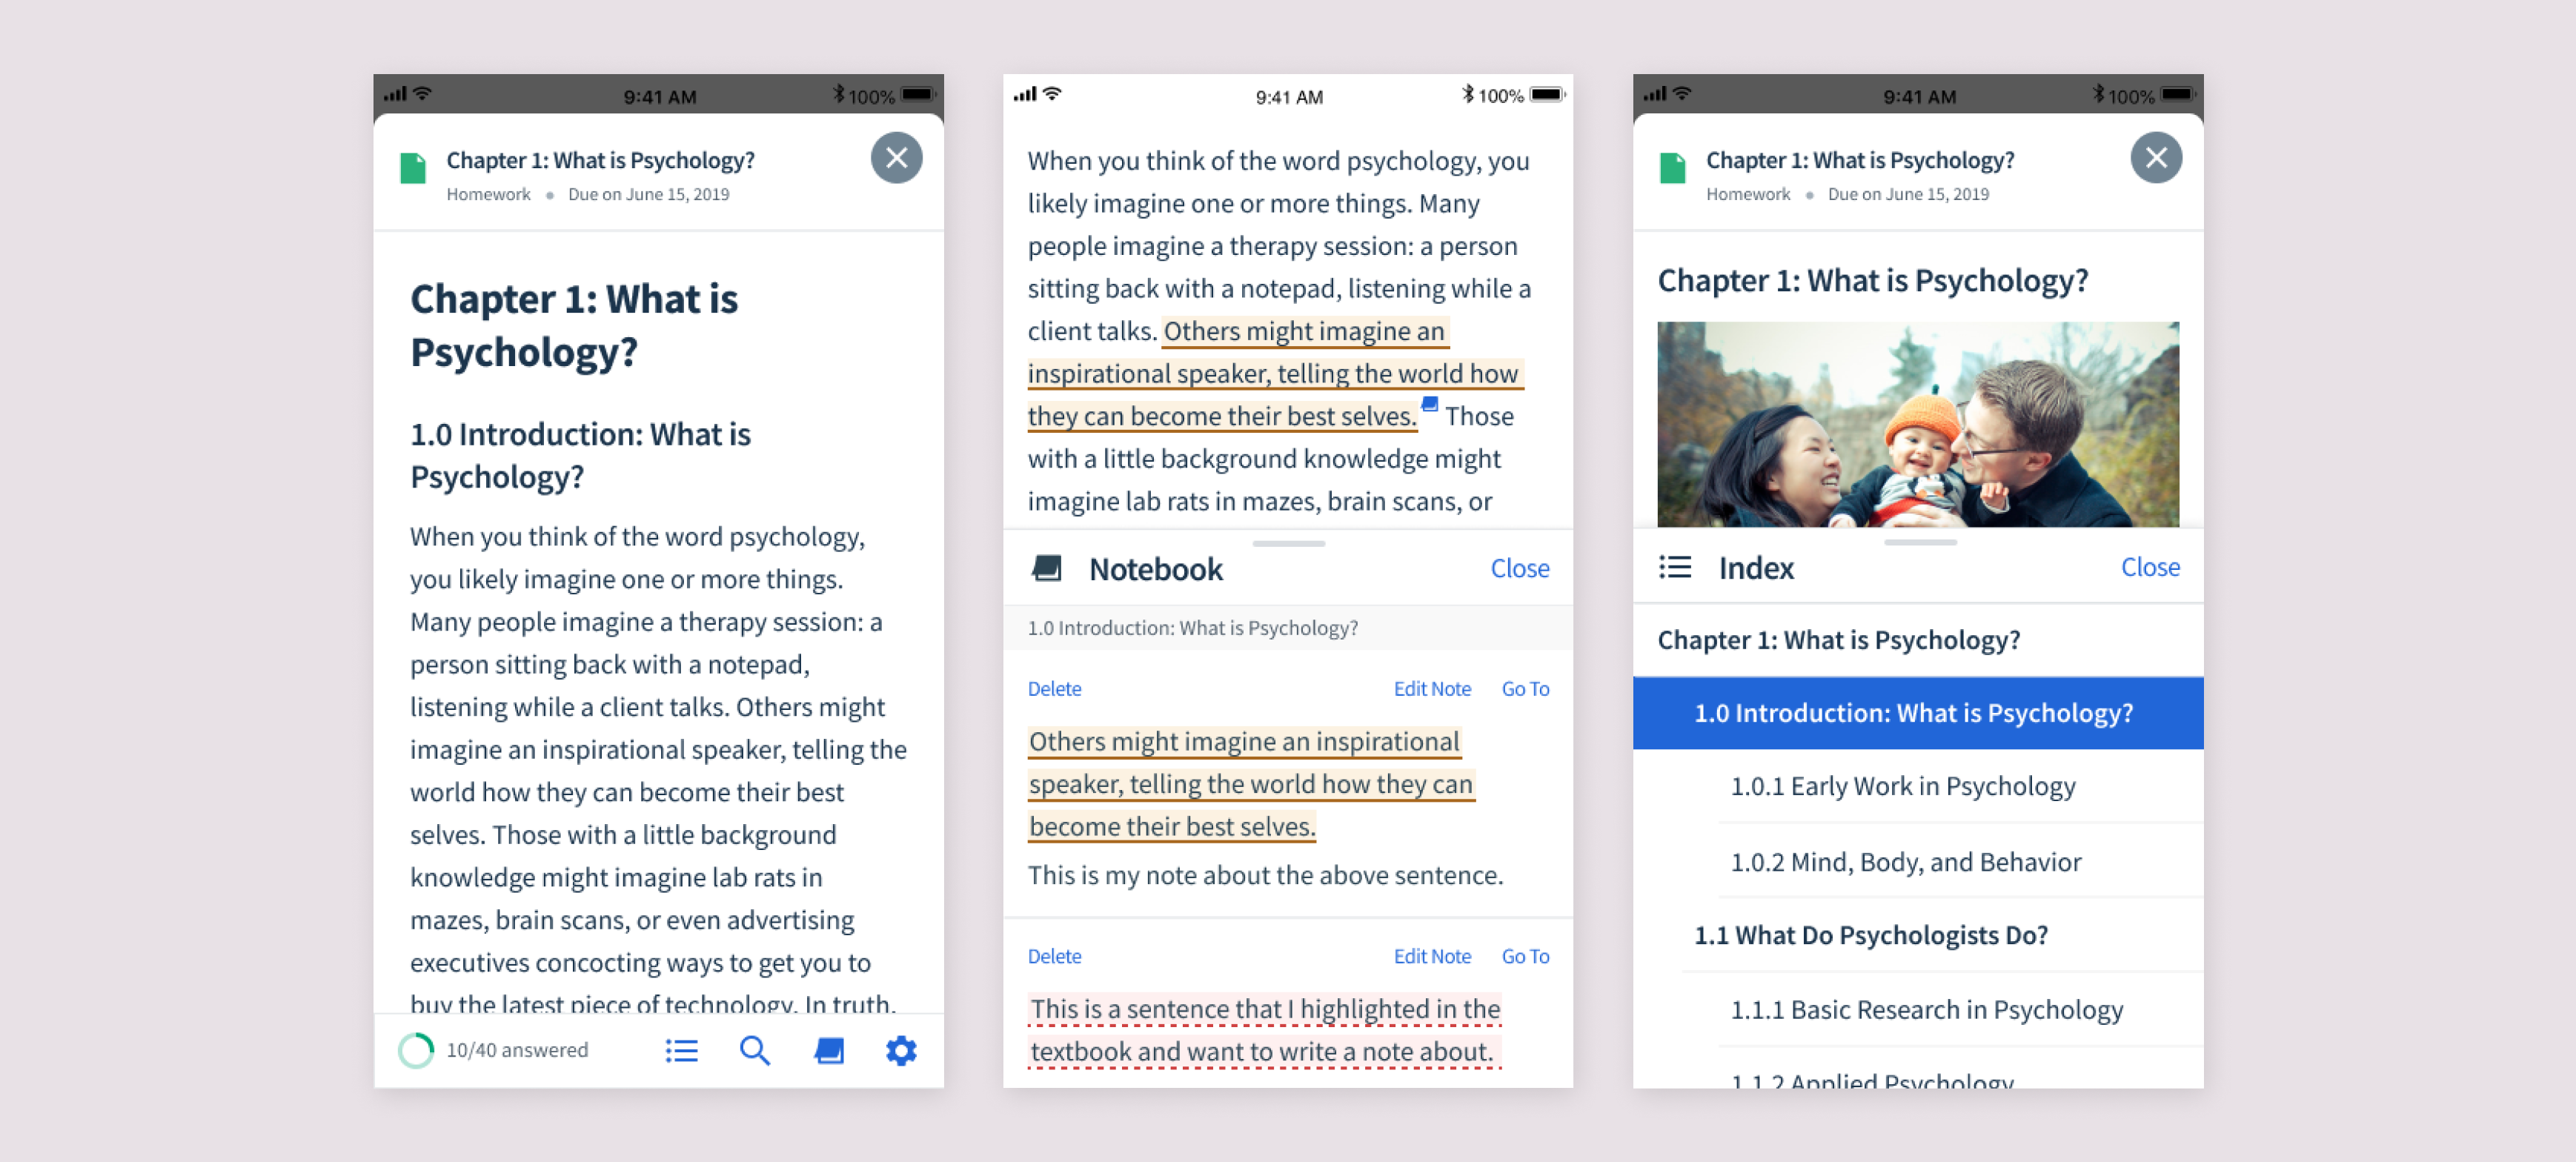 9:41 AM
100%
Chapter 1: What is Psychology?
Homework • Due on June 15, 2019
Chapter 1: What is
Psychology?
1.0 Introduction: What is
Psychology?
When you think of the word psychology,
you likely imagine one or more things.
Many people imagine a therapy session: a
person sitting back with a notepad,
listening while a client talks. Others might
imagine an inspirational speaker, telling the
world how they can become their best
selves. Those with a little background
knowledge might imagine lab rats in
mazes, brain scans, or even advertising
executives concocting ways to get you to
buy the latest piece of technology. In truth,
10/40 answered
9:41 AM
100%
When you think of the word psychology, you
likely imagine one or more things. Many
people imagine a therapy session: a person
sitting back with a notepad, listening while a
client talks. Others might imagine an
inspirational speaker, telling the world how
they can become their best selves. Those
with a little background knowledge might
imagine lab rats in mazes, brain scans, or
Notebook
Close
1.0 Introduction: What is Psychology?
Delete Edit Note Go To
Others might imagine an inspirational
speaker, telling the world how they can
become their best selves.
This is my note about the above sentence.
Delete Edit Note Go To
This is a sentence that I highlighted in the
textbook and want to write a note about.
9:41 AM
100%
Chapter 1: What is Psychology?
Homework • Due on June 15, 2019
Chapter 1: What is Psychology?
Index
Close
Chapter 1: What is Psychology?
1.0 Introduction: What is Psychology?
1.0.1 Early Work in Psychology
1.0.2 Mind, Body, and Behavior
1.1 What Do Psychologists Do?
1.1.1 Basic Research in Psychology
1.1.2 Applied Psychology